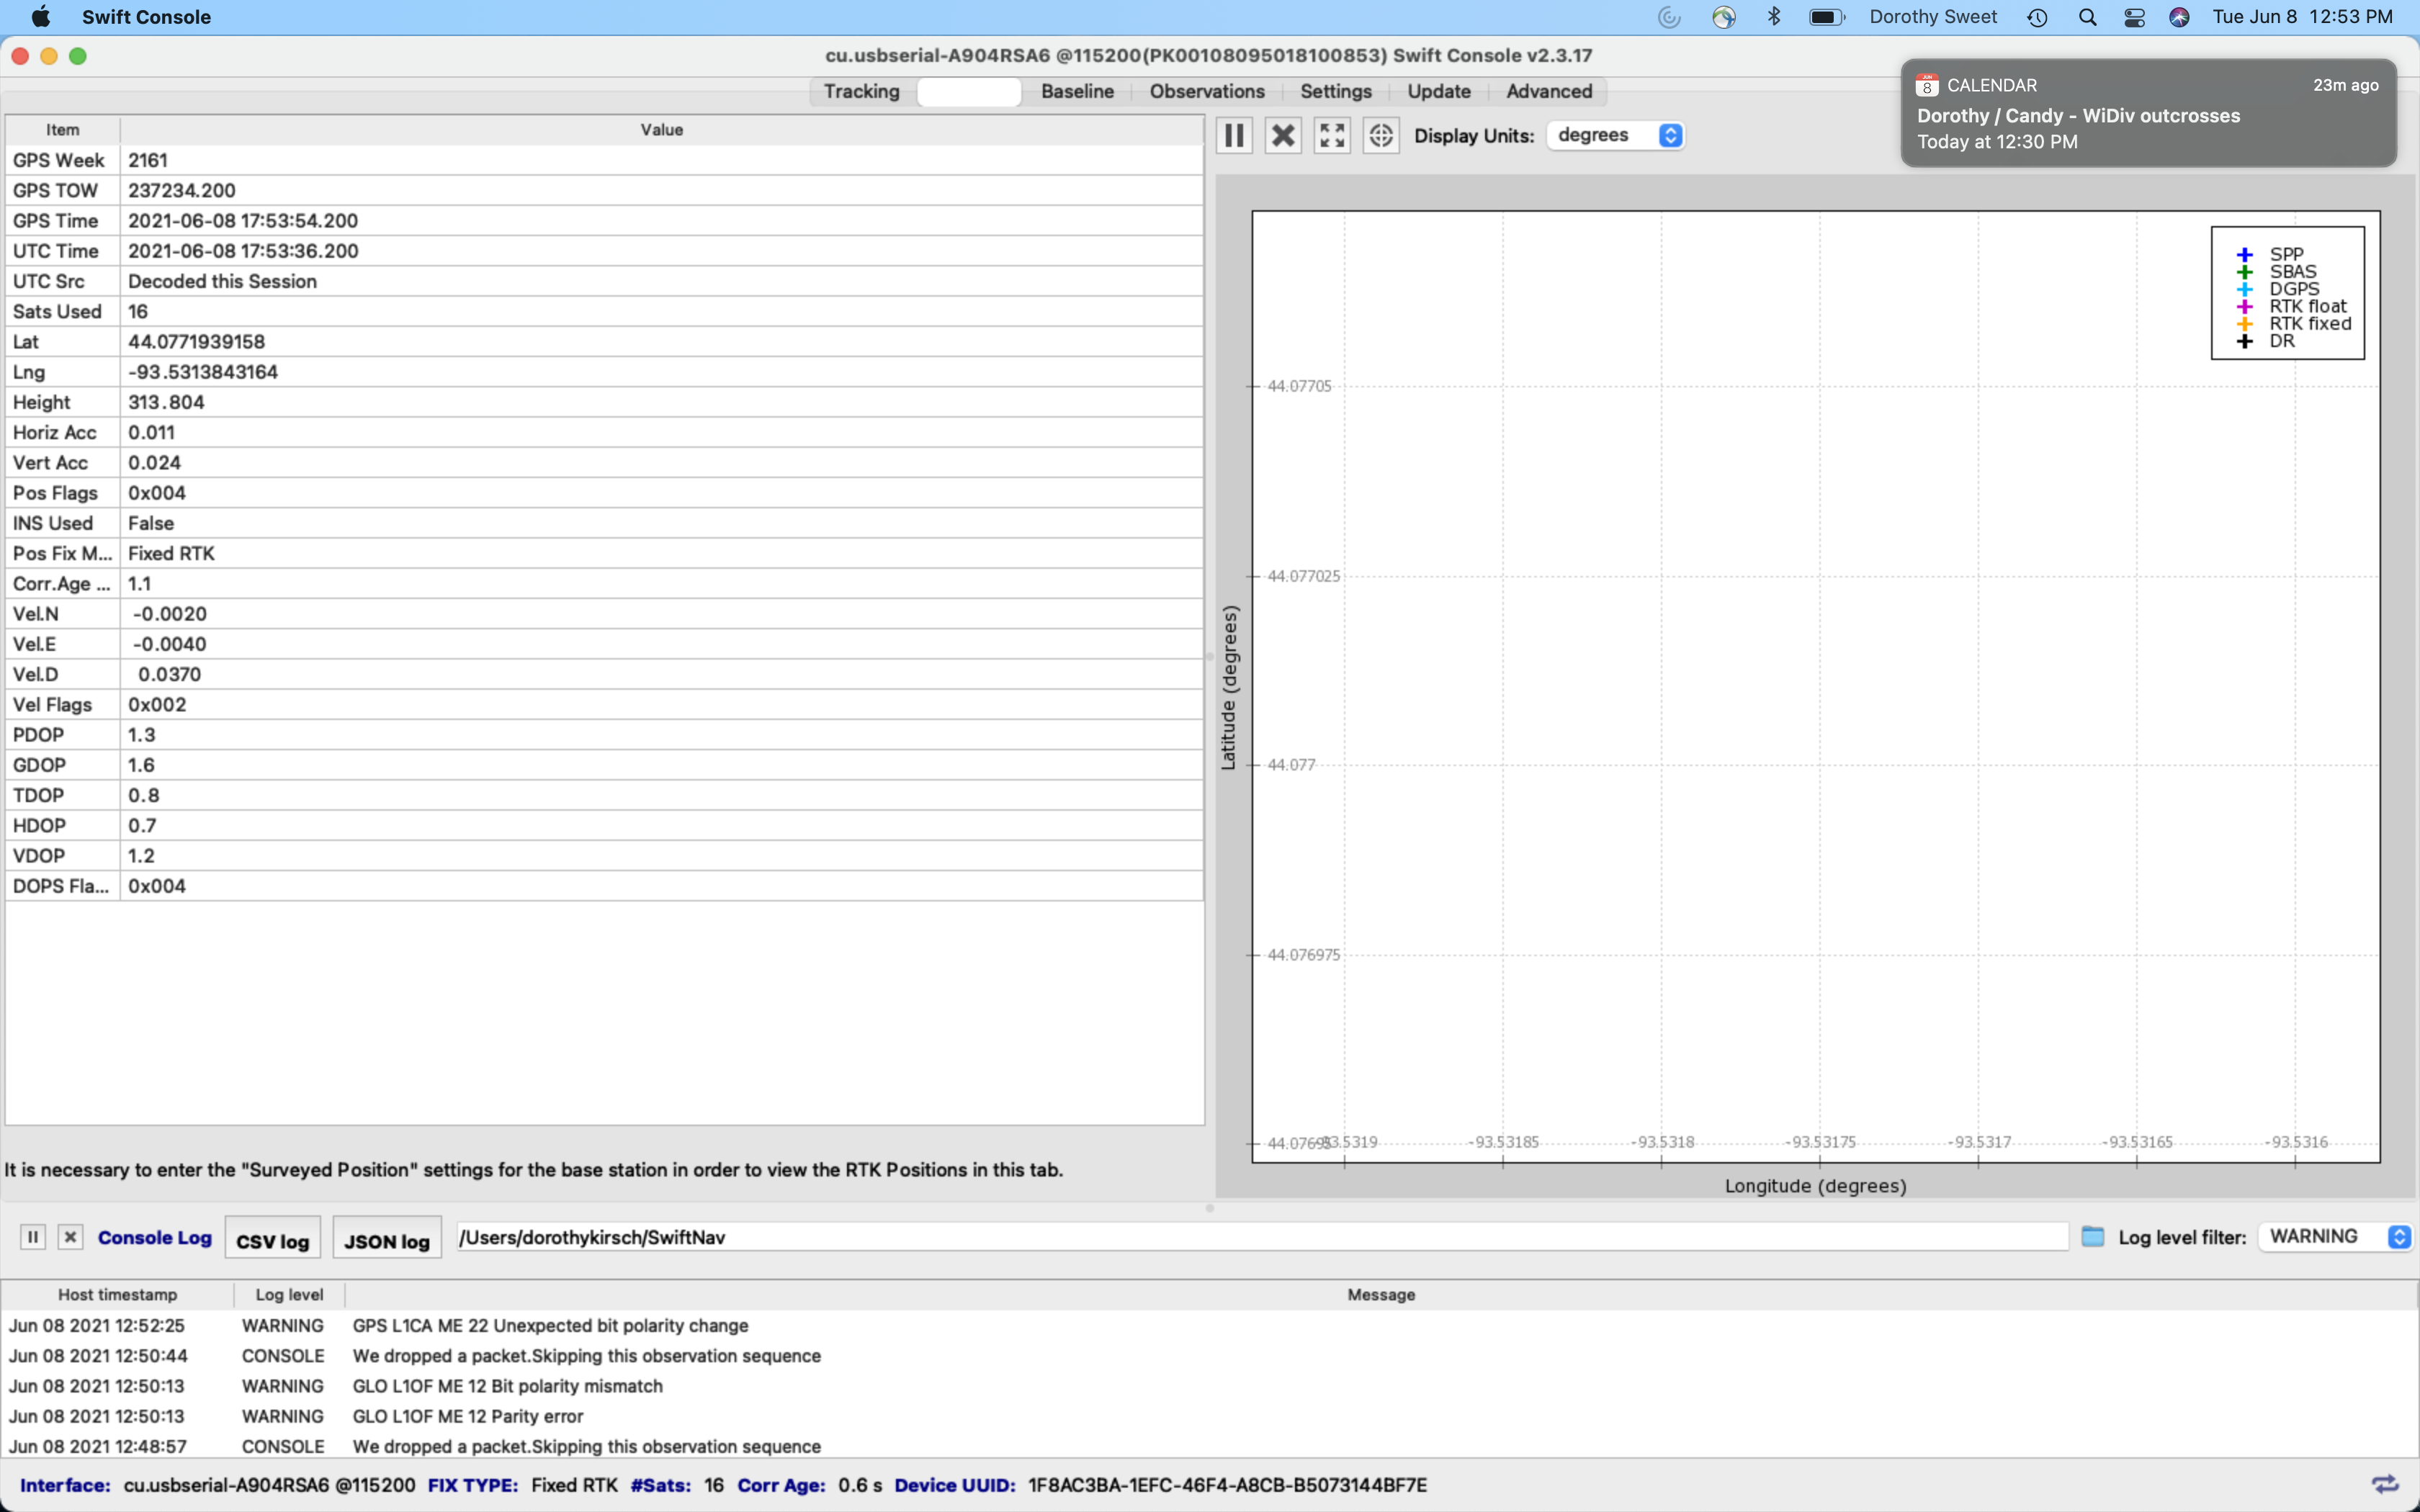 Swift Console
Dorothy Sweet
Tue Jun 8 12:53 PM
cu.usbserial-A904RSA6 @115200(PK00108095018100853) Swift Console v2.3.17
Tracking Baseline Observations Settings Update Advanced
JUN 8 CALENDAR 23m ago
Dorothy / Candy - WiDiv outcrosses
Today at 12:30 PM
Item Value
GPS Week 2161
GPS TOW 237234.200
GPS Time 2021-06-08 17:53:54.200
UTC Time 2021-06-08 17:53:36.200
UTC Src Decoded this Session
Sats Used 16
Lat 44.0771939158
Lng -93.5313843164
Height 313.804
Horiz Acc 0.011
Vert Acc 0.024
Pos Flags 0x004
INS Used False
Pos Fix M... Fixed RTK
Corr.Age ... 1.1
Vel.N -0.0020
Vel.E -0.0040
Vel.D 0.0370
Vel Flags 0x002
PDOP 1.3
GDOP 1.6
TDOP 0.8
HDOP 0.7
VDOP 1.2
DOPS Fla... 0x004
It is necessary to enter the "Surveyed Position" settings for the base station in order to view the RTK Positions in this tab.
Display Units: degrees
SPP
SBAS
DGPS
RTK float
RTK fixed
DR
Latitude (degrees)
44.07705
44.077025
44.077
44.076975
44.07695
-93.5319 -93.53185 -93.5318 -93.53175 -93.5317 -93.53165 -93.5316
Longitude (degrees)
Console Log CSV log JSON log /Users/dorothykirsch/SwiftNav Log level filter: WARNING
Host timestamp Log level Message
Jun 08 2021 12:52:25 WARNING GPS L1CA ME 22 Unexpected bit polarity change
Jun 08 2021 12:50:44 CONSOLE We dropped a packet.Skipping this observation sequence
Jun 08 2021 12:50:13 WARNING GLO L1OF ME 12 Bit polarity mismatch
Jun 08 2021 12:50:13 WARNING GLO L1OF ME 12 Parity error
Jun 08 2021 12:48:57 CONSOLE We dropped a packet.Skipping this observation sequence
Interface: cu.usbserial-A904RSA6 @115200 FIX TYPE: Fixed RTK #Sats: 16 Corr Age: 0.6 s Device UUID: 1F8AC3BA-1EFC-46F4-A8CB-B5073144BF7E